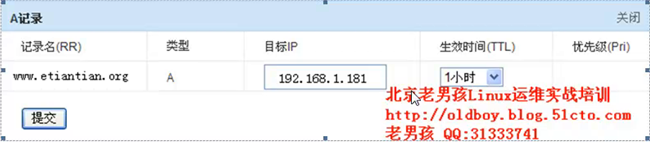 A记录 关闭
记录名(RR) 类型 目标IP 生效时间(TTL) 优先级(Pri)
www.etiantian.org A 192.168.1.181 1小时
北京老男孩Linux运维实战培训
提交 http://oldboy.blog.51cto.com
老男孩 QQ:31333741